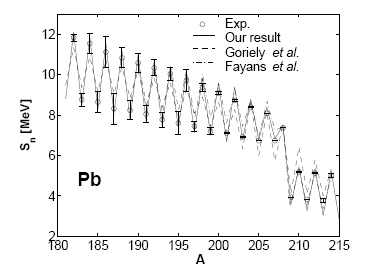 12
10
8
6
4
2
180 185 190 195 200 205 210 215
S_n [MeV]
A
Pb
Exp.
Our result
Goriely et al.
Fayans et al.